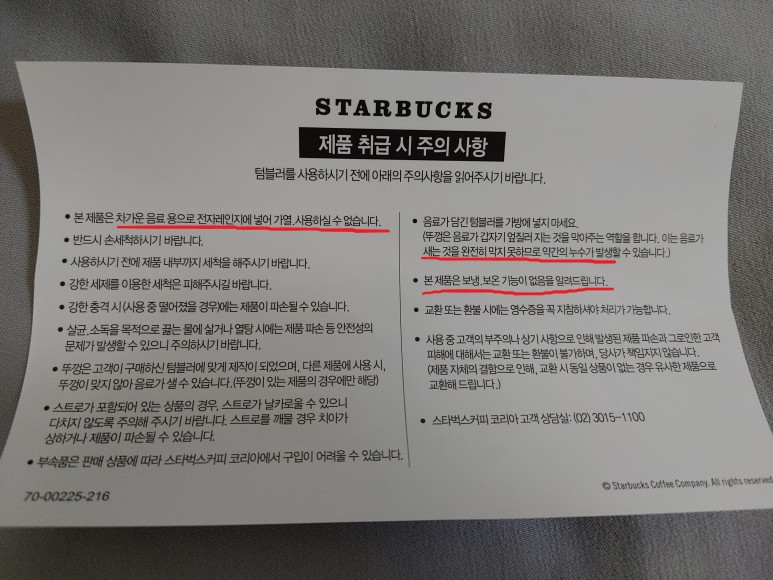 STARBUCKS
제품 취급 시 주의 사항
텀블러를 사용하시기 전에 아래의 주의사항을 읽어주시기 바랍니다.
• 본 제품은 차가운 음료 용으로 전자레인지에 넣어 가열, 사용하실 수 없습니다.
• 반드시 손세척하시기 바랍니다.
• 사용하시기 전에 제품 내부까지 세척을 해주시기 바랍니다.
• 강한 세제를 이용한 세척은 피해주시길 바랍니다.
• 강한 충격 시 (사용 중 떨어졌을 경우)에는 제품이 파손될 수 있습니다.
• 살균, 소독을 목적으로 끓는 물에 삶거나 열탕 시에는 제품 파손 등 안전성의
문제가 발생할 수 있으니 주의하시기 바랍니다.
• 뚜껑은 고객이 구매하신 텀블러에 맞게 제작이 되었으며, 다른 제품에 사용 시,
뚜껑이 맞지 않아 음료가 샐 수 있습니다. (뚜껑이 있는 제품의 경우에만 해당)
• 스트로가 포함되어 있는 상품의 경우, 스트로가 날카로울 수 있으니
다치지 않도록 주의해 주시기 바랍니다. 스트로를 깨물 경우 치아가
상하거나 제품이 파손될 수 있습니다.
• 부속품은 판매 상품에 따라 스타벅스커피 코리아에서 구입이 어려울 수 있습니다.
70-00225-216
• 음료가 담긴 텀블러를 가방에 넣지 마세요.
(뚜껑은 음료가 갑자기 엎질러 지는 것을 막아주는 역할을 합니다. 이는 음료가
새는 것을 완전히 막지 못하므로 약간의 누수가 발생할 수 있습니다.)
• 본 제품은 보냉, 보온 기능이 없음을 알려드립니다.
• 교환 또는 환불 시에는 영수증을 꼭 지참하셔야 처리가 가능합니다.
• 사용 중 고객의 부주의나 상기 사항으로 인해 발생된 제품 파손과 그로인한 고객
피해에 대해서는 교환 또는 환불이 불가하며, 당사가 책임지지 않습니다.
(제품 자체의 결함으로 인해, 교환 시 동일 상품이 없는 경우 유사한 제품으로
교환해 드립니다.)
• 스타벅스커피 코리아 고객 상담실: (02) 3015-1100
© Starbucks Coffee Company. All rights reserved